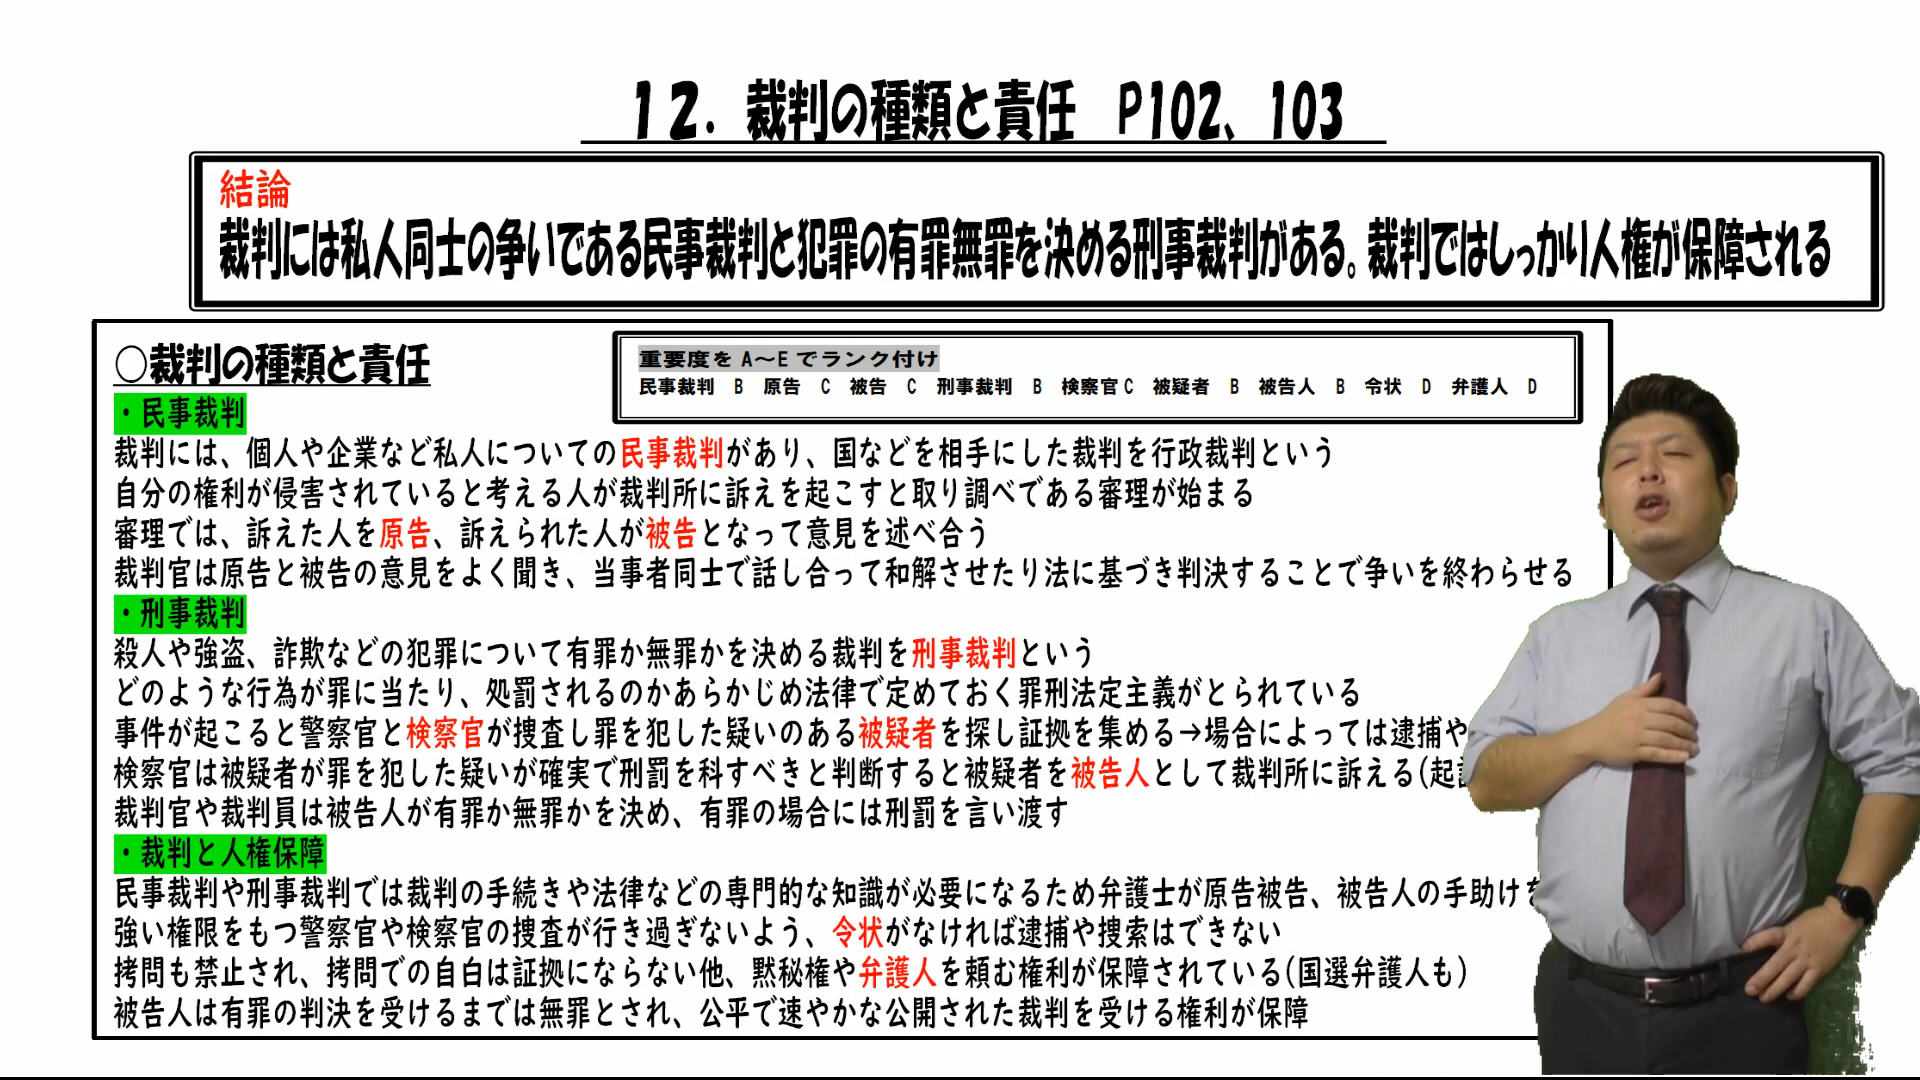 12. 裁判の種類と責任　P102、103
結論
裁判には私人同士の争いである民事裁判と犯罪の有罪無罪を決める刑事裁判がある。裁判ではしっかり人権が保障される
○裁判の種類と責任
重要度を A～E でランク付け
民事裁判　B　原告　C　被告　C　刑事裁判　B　検察官C　被疑者　B　被告人　B　令状　D　弁護人　D
・民事裁判
裁判には、個人や企業など私人についての民事裁判があり、国などを相手にした裁判を行政裁判という
自分の権利が侵害されていると考える人が裁判所に訴えを起こすと取り調べである審理が始まる
審理では、訴えた人を原告、訴えられた人が被告となって意見を述べ合う
裁判官は原告と被告の意見をよく聞き、当事者同士で話し合って和解させたり法に基づき判決することで争いを終わらせる
・刑事裁判
殺人や強盗、詐欺などの犯罪について有罪か無罪かを決める裁判を刑事裁判という
どのような行為が罪に当たり、処罰されるのかあらかじめ法律で定めておく罪刑法定主義がとられている
事件が起こると警察官と検察官が捜査し罪を犯した疑いのある被疑者を探し証拠を集める→場合によっては逮捕や
検察官は被疑者が罪を犯した疑いが確実で刑罰を科すべきと判断すると被疑者を被告人として裁判所に訴える(起
裁判官や裁判員は被告人が有罪か無罪かを決め、有罪の場合には刑罰を言い渡す
・裁判と人権保障
民事裁判や刑事裁判では裁判の手続きや法律などの専門的な知識が必要になるため弁護士が原告被告、被告人の手助けを
強い権限をもつ警察官や検察官の捜査が行き過ぎないよう、令状がなければ逮捕や捜索はできない
拷問も禁止され、拷問での自白は証拠にならない他、黙秘権や弁護人を頼む権利が保障されている(国選弁護人も)
被告人は有罪の判決を受けるまでは無罪とされ、公平で速やかな公開された裁判を受ける権利が保障